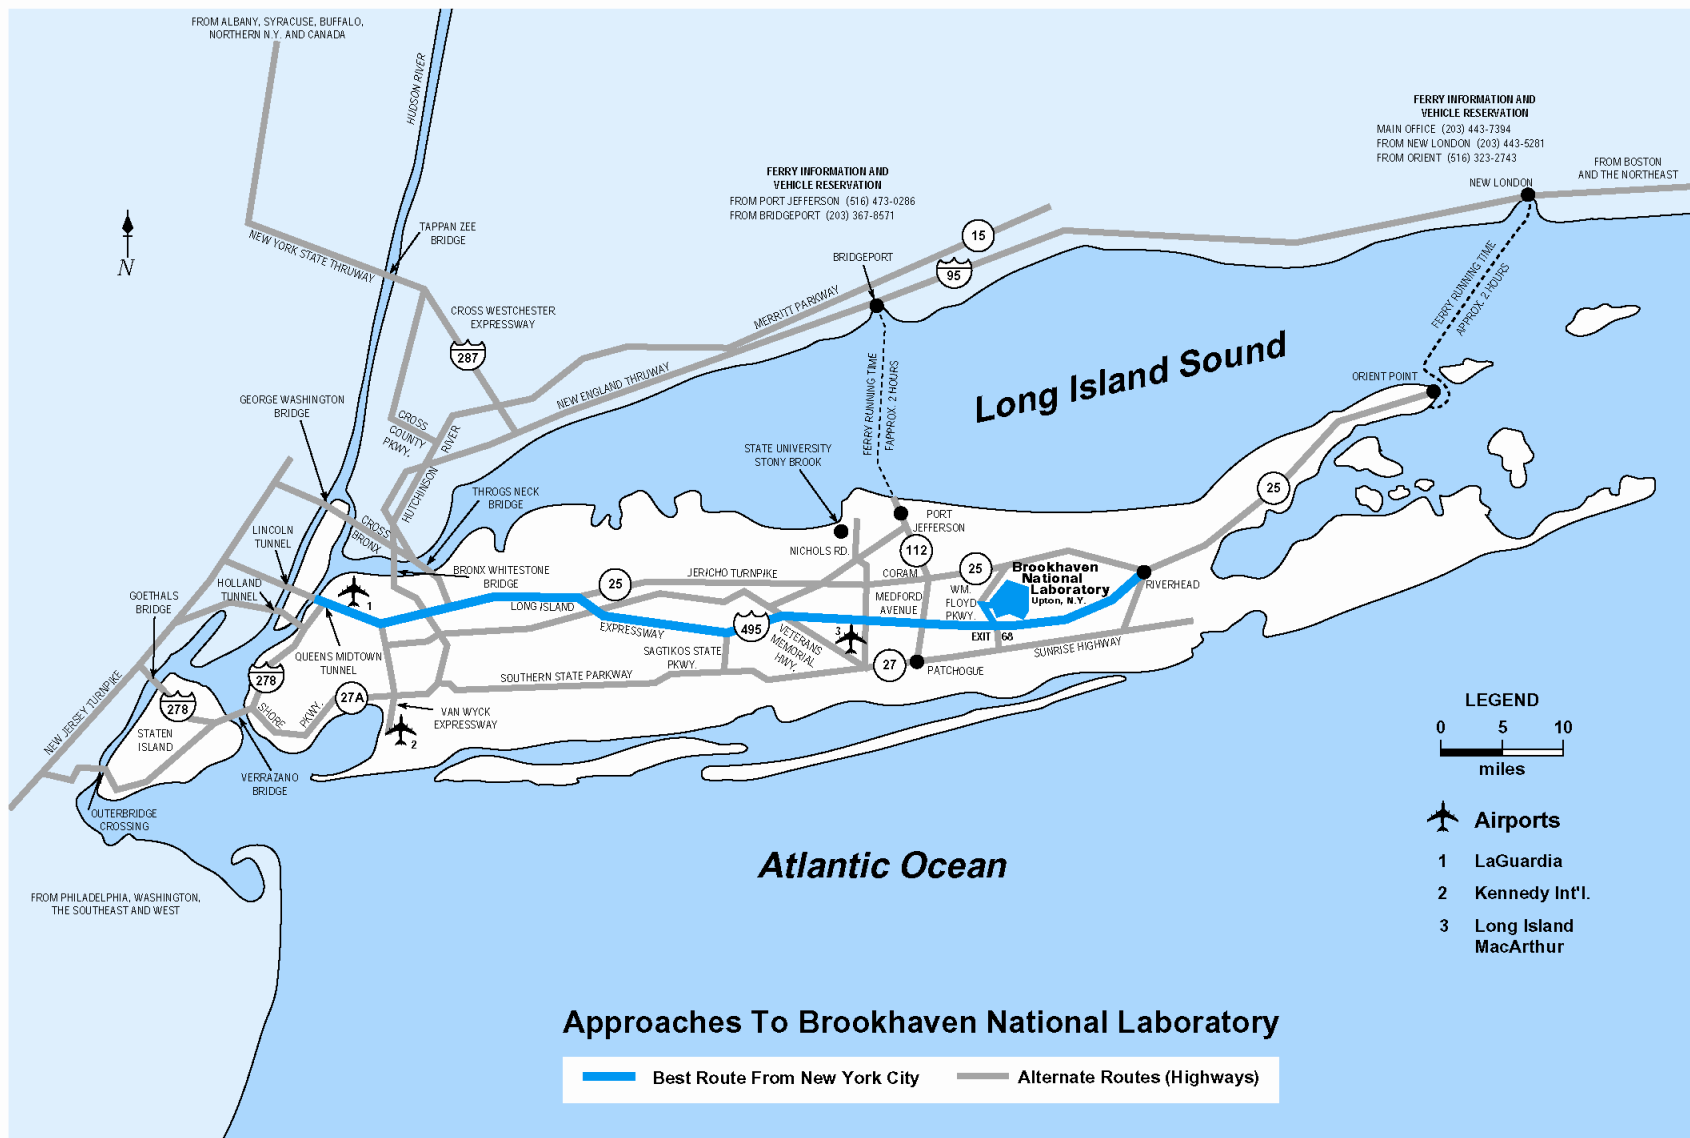 FROM ALBANY, SYRACUSE, BUFFALO,
NORTHERN N.Y. AND CANADA
HUDSON RIVER
FERRY INFORMATION AND
VEHICLE RESERVATION
MAIN OFFICE (203) 443-7394
FROM NEW LONDON (203) 443-5281
FROM ORIENT (516) 323-2743
FROM BOSTON
AND THE NORTHEAST
NEW LONDON
FERRY INFORMATION AND
VEHICLE RESERVATION
FROM PORT JEFFERSON (516) 473-0286
FROM BRIDGEPORT (203) 367-8571
N
NEW YORK STATE THRUWAY
TAPPAN ZEE
BRIDGE
15
95
BRIDGEPORT
MERRITT PARKWAY
FERRY RUNNING TIME
APPROX. 2 HOURS
CROSS WESTCHESTER
EXPRESSWAY
287
NEW ENGLAND THRUWAY
FERRY RUNNING TIME
FAPPROX. 2 HOURS
Long Island Sound
ORIENT POINT
GEORGE WASHINGTON
BRIDGE
CROSS
COUNTY
PKWY.
HUTCHINSON
RIVER
STATE UNIVERSITY
STONY BROOK
THROGS NECK
BRIDGE
25
LINCOLN
TUNNEL
CROSS
BRONX
PORT
JEFFERSON
NICHOLS RD.
112
HOLLAND
TUNNEL
GOETHALS
BRIDGE
1
BRONX WHITESTONE
BRIDGE
25
JERICHO TURNPIKE
CORAM
25
Brookhaven
National
Laboratory
Upton, N.Y.
RIVERHEAD
LONG ISLAND
EXPRESSWAY
495
MEDFORD
AVENUE
WM.
FLOYD
PKWY.
EXIT 68
SUNRISE HIGHWAY
3
VETERANS
MEMORIAL
HWY.
SAGTIKOS STATE
PKWY.
QUEENS MIDTOWN
TUNNEL
278
SOUTHERN STATE PARKWAY
27
PATCHOGUE
NEW JERSEY TURNPIKE
278
STATEN
ISLAND
SHORE
PKWY.
27A
VAN WYCK
EXPRESSWAY
2
VERRAZANO
BRIDGE
OUTERBRIDGE
CROSSING
FROM PHILADELPHIA, WASHINGTON,
THE SOUTHEAST AND WEST
Atlantic Ocean
LEGEND
0 5 10
miles
Airports
1 LaGuardia
2 Kennedy Int'l.
3 Long Island
MacArthur
Approaches To Brookhaven National Laboratory
Best Route From New York City
Alternate Routes (Highways)